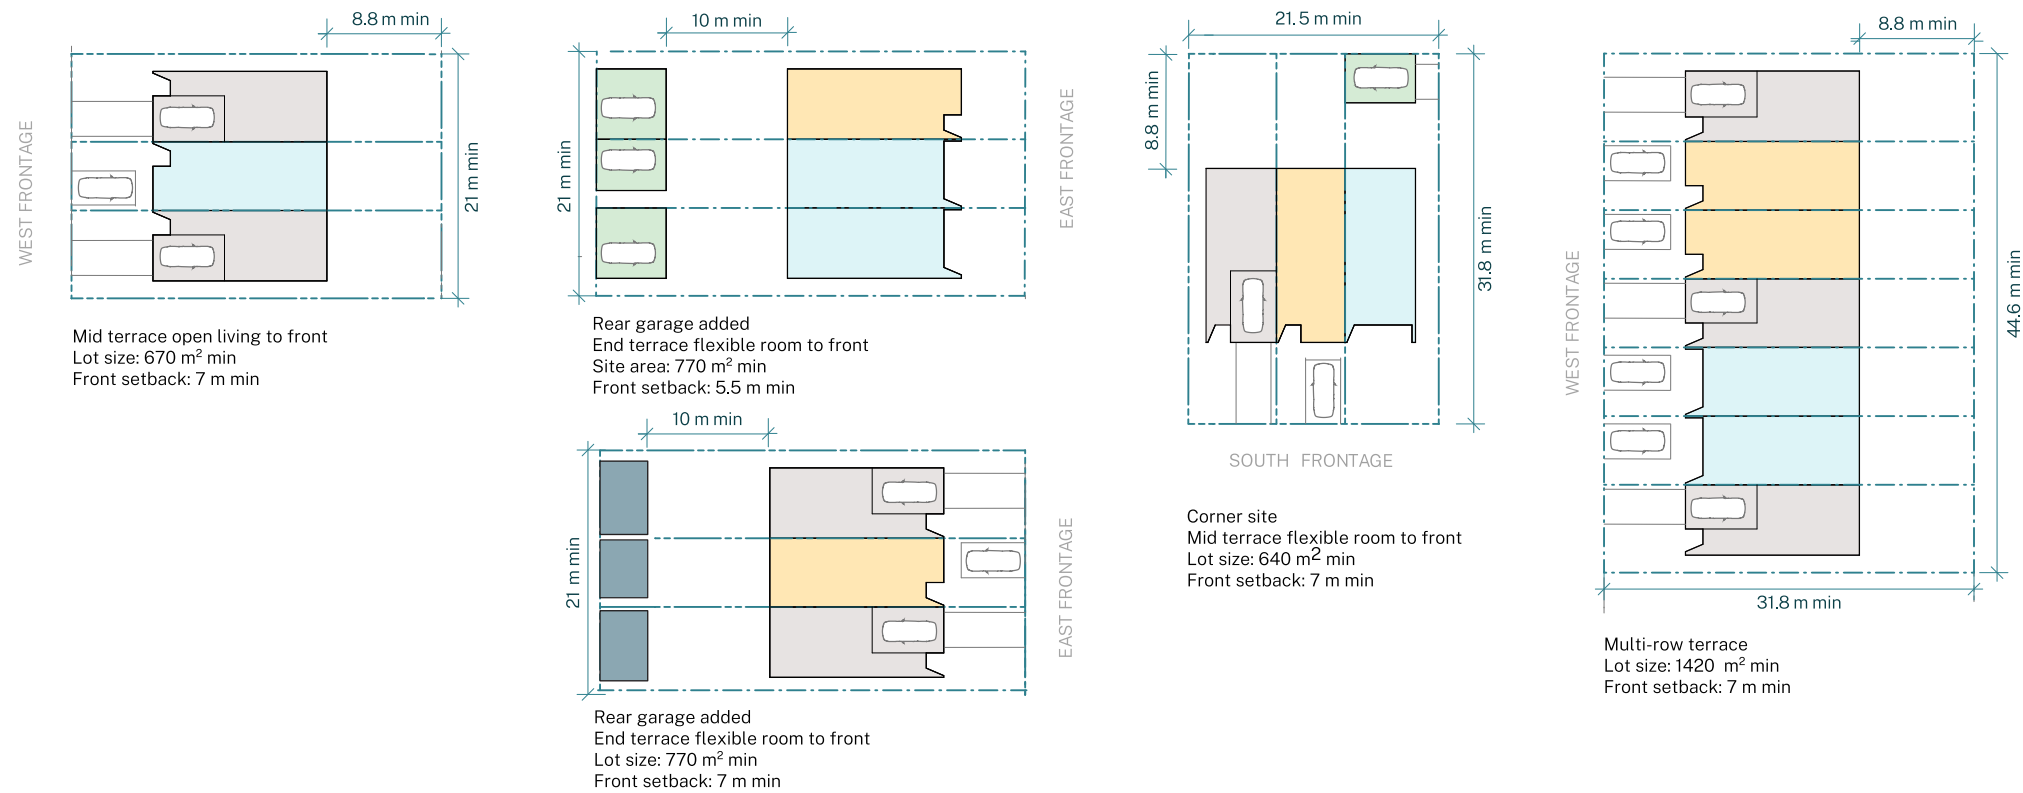 8.8 m min
WEST FRONTAGE
21 m min
Mid terrace open living to front
Lot size: 670 m² min
Front setback: 7 m min
10 m min
21 m min
EAST FRONTAGE
Rear garage added
End terrace flexible room to front
Site area: 770 m² min
Front setback: 5.5 m min
10 m min
21 m min
EAST FRONTAGE
Rear garage added
End terrace flexible room to front
Lot size: 770 m² min
Front setback: 7 m min
21.5 m min
8.8 m min
31.8 m min
SOUTH FRONTAGE
Corner site
Mid terrace flexible room to front
Lot size: 640 m² min
Front setback: 7 m min
8.8 m min
WEST FRONTAGE
44.6 m min
31.8 m min
Multi-row terrace
Lot size: 1420 m² min
Front setback: 7 m min